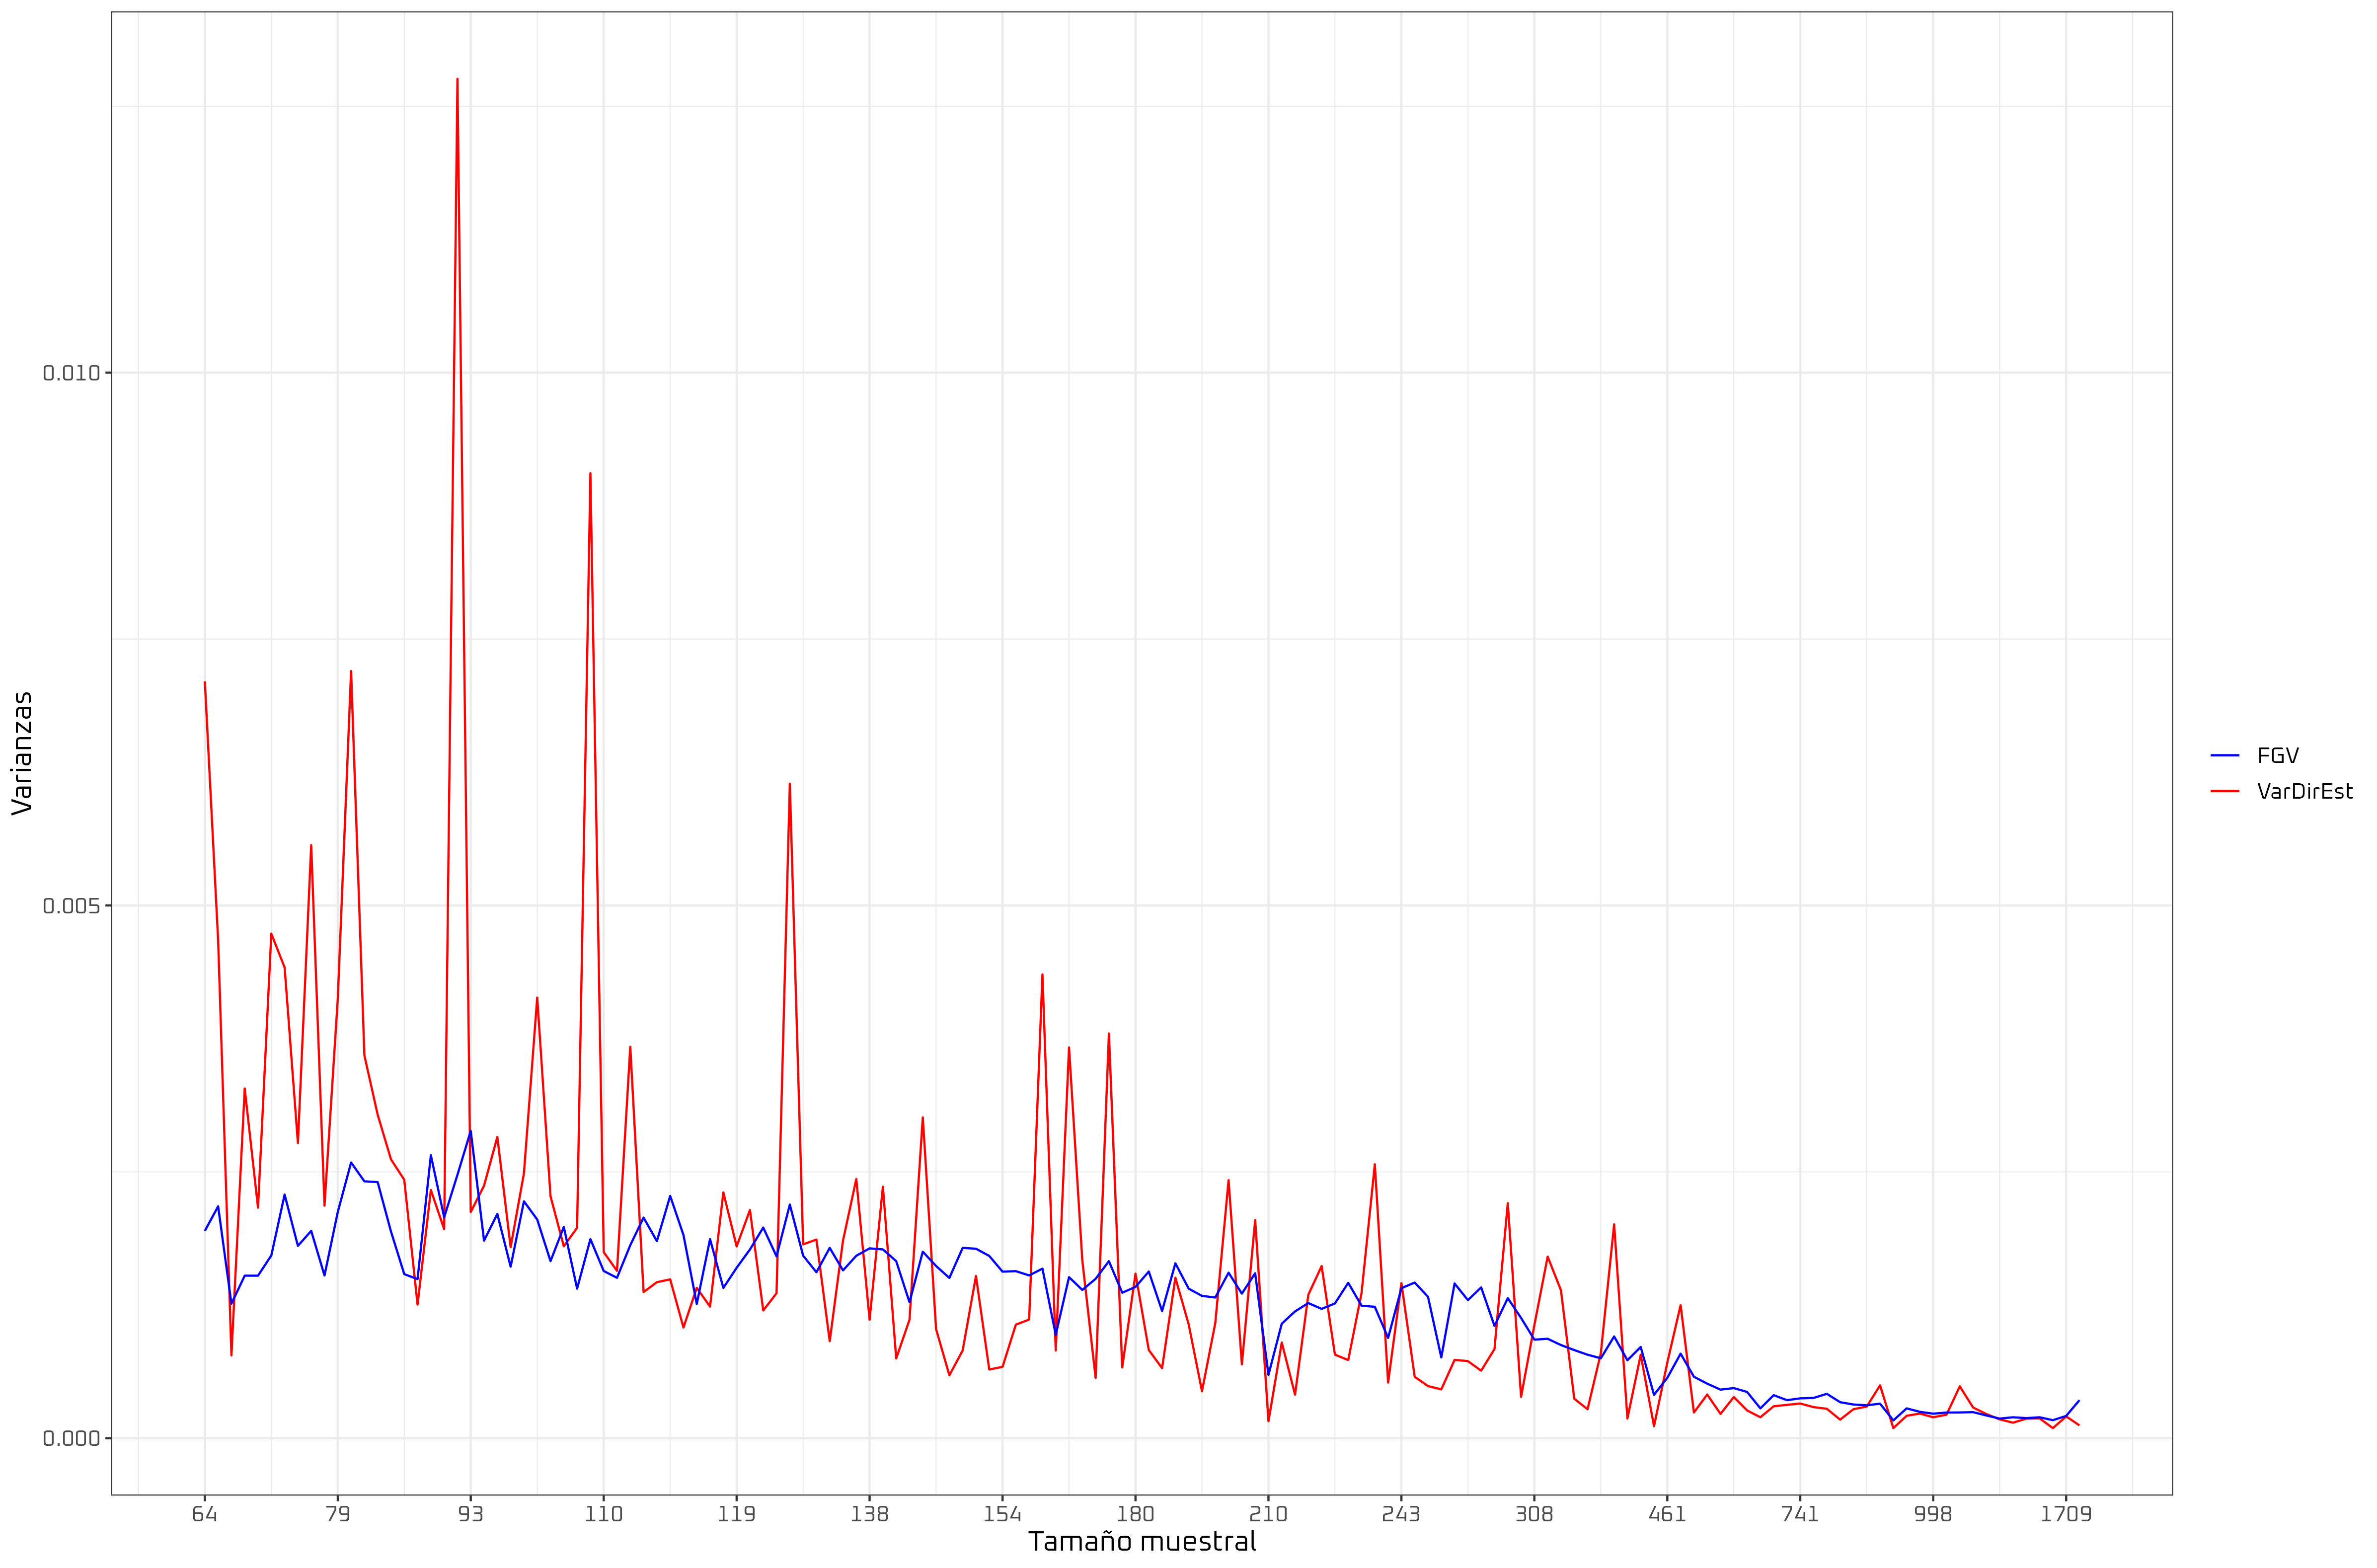 Varianzas
0.010
0.005
0.000
64 79 93 110 119 138 154 180 210 243 308 461 741 998 1709
Tamaño muestral
FGV
VarDirEst